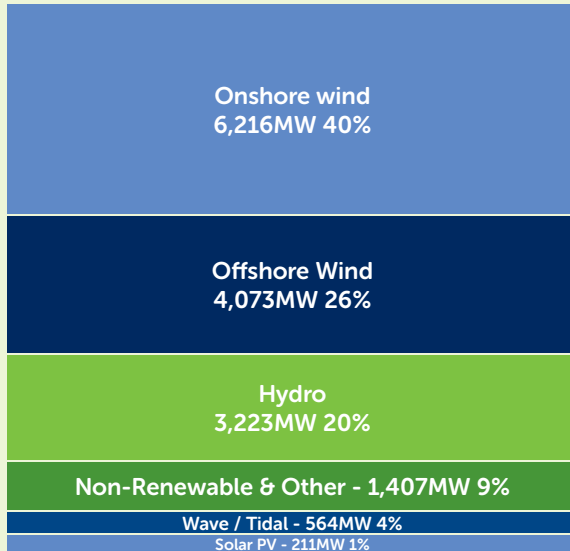 Onshore wind
6,216MW 40%
Offshore Wind
4,073MW 26%
Hydro
3,223MW 20%
Non-Renewable & Other - 1,407MW 9%
Wave / Tidal - 564MW 4%
Solar PV - 211MW 1%